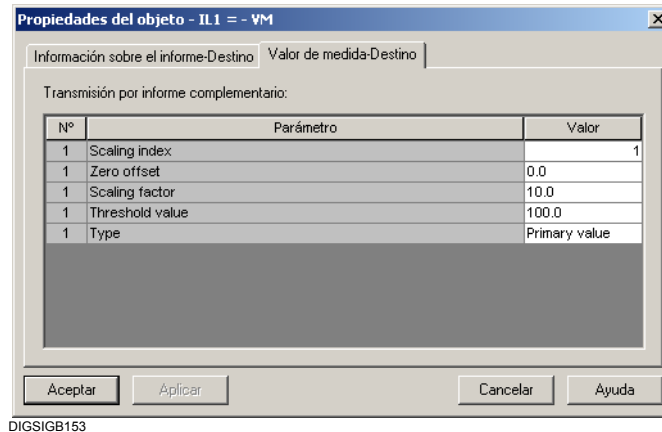 Propiedades del objeto - IL1 = - VM
Información sobre el informe-Destino Valor de medida-Destino
Transmisión por informe complementario:
Nº Parámetro Valor
1 Scaling index 1
1 Zero offset 0.0
1 Scaling factor 10.0
1 Threshold value 100.0
1 Type Primary value
Aceptar Aplicar Cancelar Ayuda
DIGSIGB153